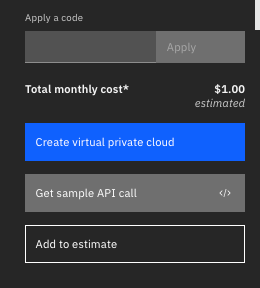 Apply a code
Apply
Total monthly cost* $1.00
estimated
Create virtual private cloud
Get sample API call </>
Add to estimate